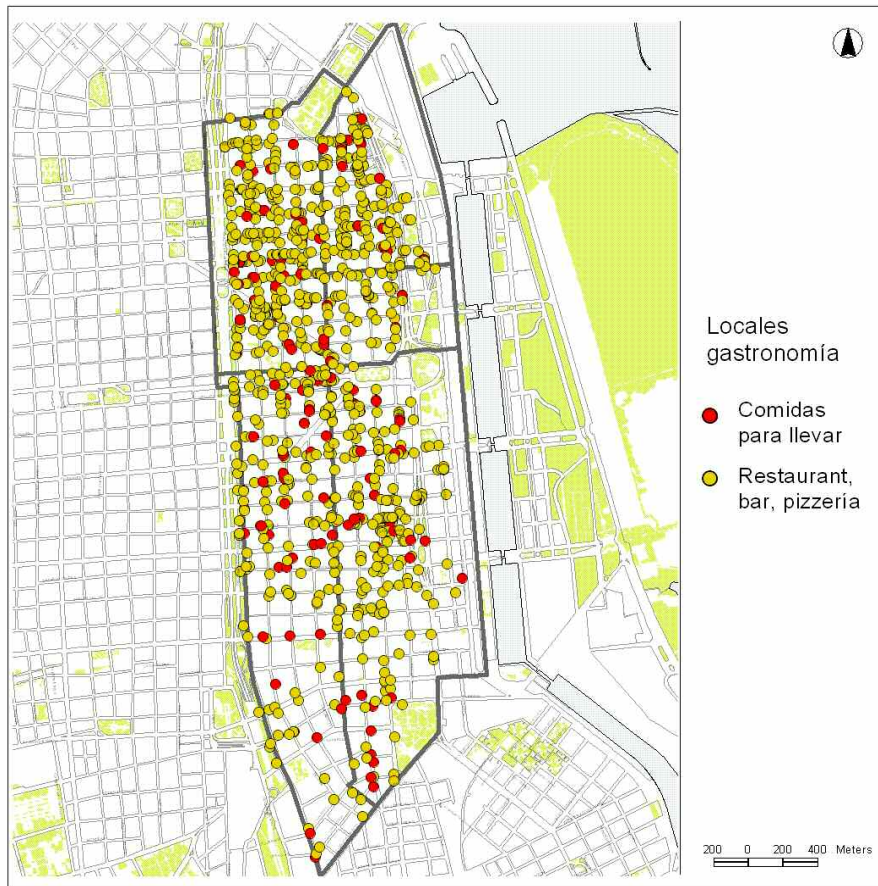 Locales
gastronomía
Comidas
para llevar
Restaurant,
bar, pizzería
200 0 200 400 Meters